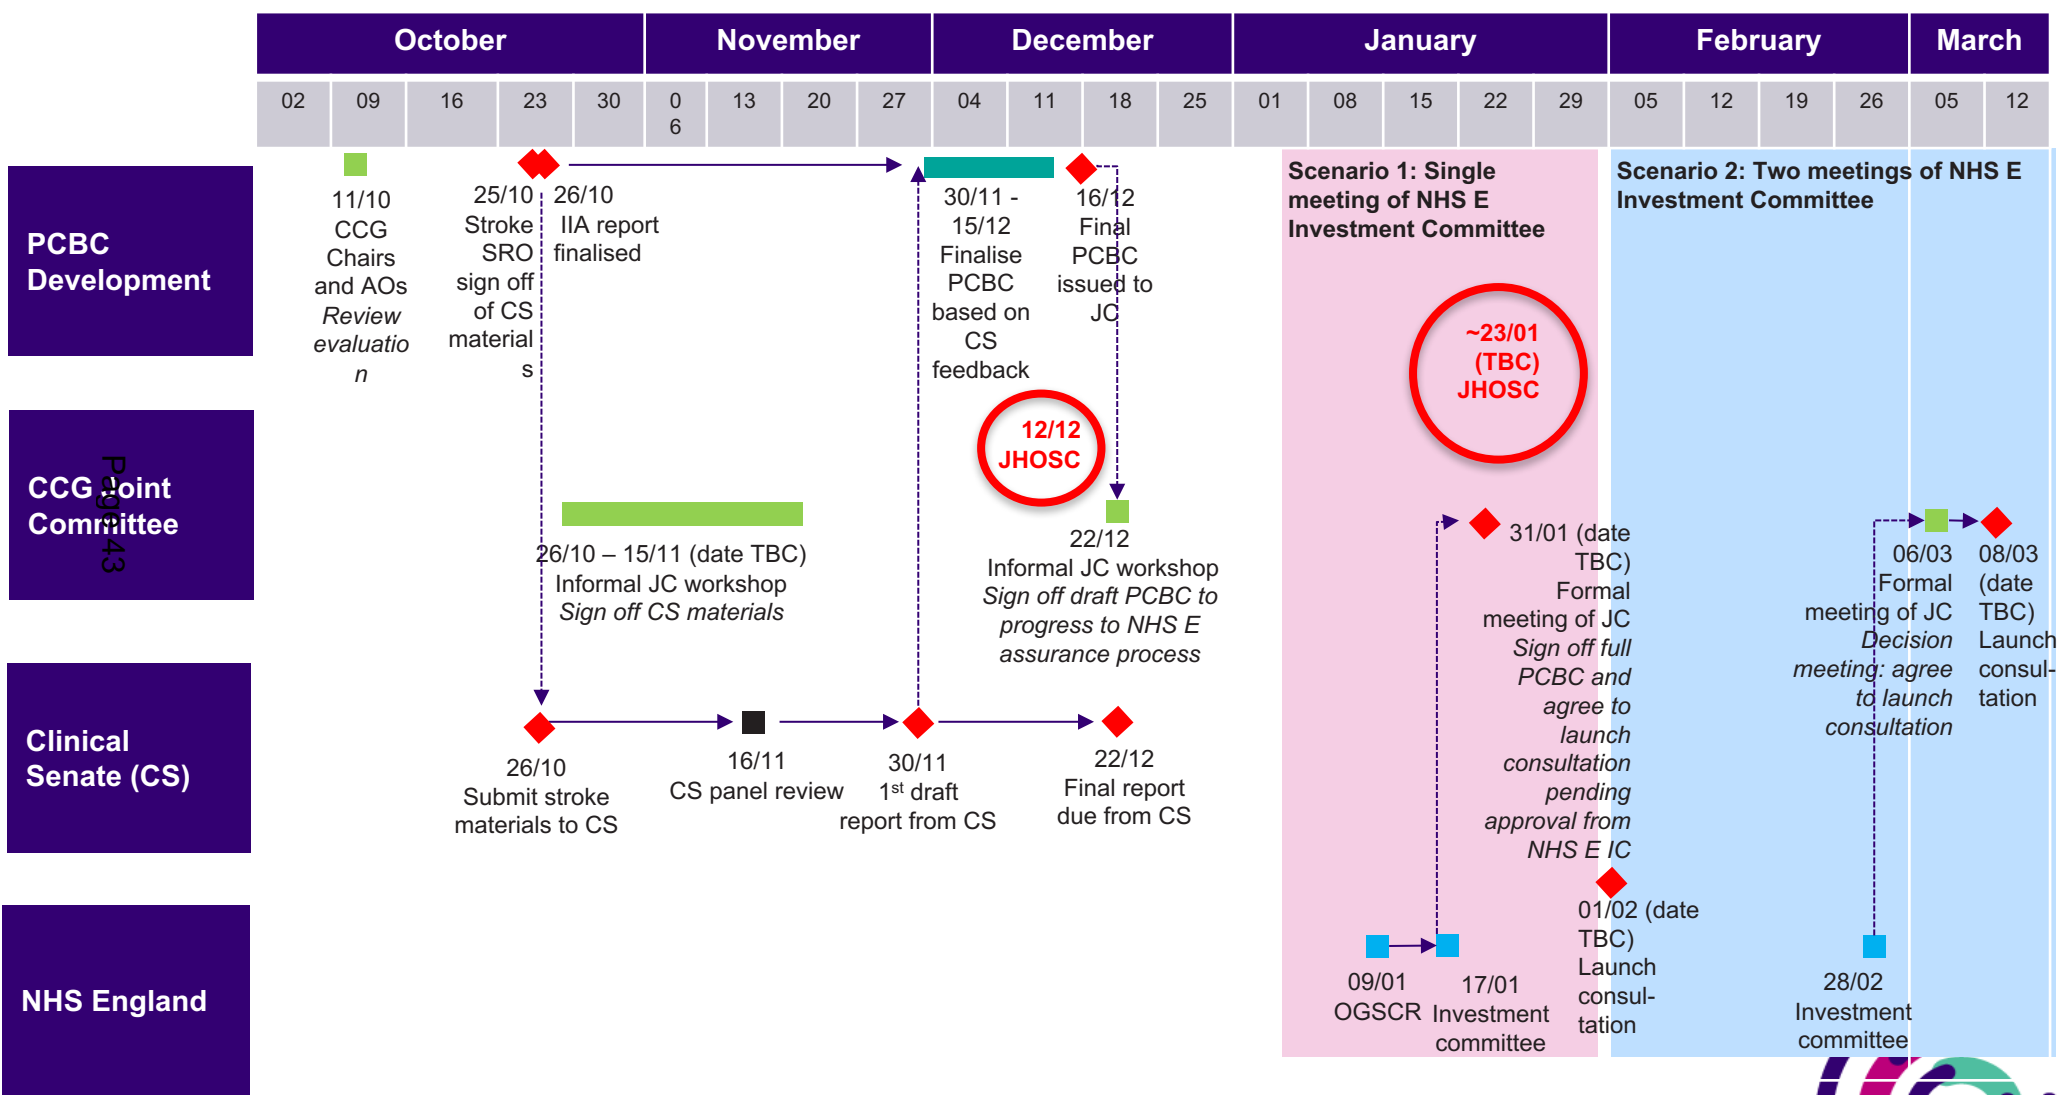 October November December January February March
02 09 16 23 30 0 13 20 27 04 11 18 25 01 08 15 22 29 05 12 19 26 05 12
6
PCBC
Development
11/10
CCG
Chairs
and AOs
Review
evaluatio
n
25/10
Stroke
SRO
sign off
of CS
material
s
26/10
IIA report
finalised
30/11 -
15/12
Finalise
PCBC
based on
CS
feedback
16/12
Final
PCBC
issued to
JC
Scenario 1: Single
meeting of NHS E
Investment Committee
Scenario 2: Two meetings of NHS E
Investment Committee
~23/01
(TBC)
JHOSC
12/12
JHOSC
CCG Joint
Committee
Page 43
26/10 – 15/11 (date TBC)
Informal JC workshop
Sign off CS materials
22/12
Informal JC workshop
Sign off draft PCBC to
progress to NHS E
assurance process
31/01 (date
TBC)
Formal
meeting of JC
Sign off full
PCBC and
agree to
launch
consultation
pending
approval from
NHS E IC
06/03
Formal
meeting of JC
Decision
meeting: agree
to launch
consultation
08/03
(date
TBC)
Launch
consul-
tation
Clinical
Senate (CS)
26/10
Submit stroke
materials to CS
16/11
CS panel review
30/11
1st draft
report from CS
22/12
Final report
due from CS
01/02 (date
TBC)
Launch
consul-
tation
NHS England
09/01
OGSCR
17/01
Investment
committee
28/02
Investment
committee